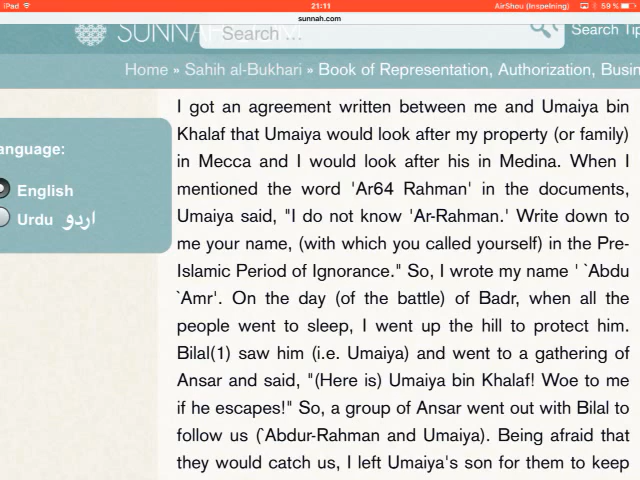 iPad 21:11 AirShou (Inspelning) 59 %
sunnah.com
SUNNAH Search ... Search Tip
Home » Sahih al-Bukhari » Book of Representation, Authorization, Busin
I got an agreement written between me and Umaiya bin
Khalaf that Umaiya would look after my property (or family)
anguage:
in Mecca and I would look after his in Medina. When I
English
mentioned the word 'Ar64 Rahman' in the documents,
Urdu اردو
Umaiya said, "I do not know 'Ar-Rahman.' Write down to
me your name, (with which you called yourself) in the Pre-
Islamic Period of Ignorance." So, I wrote my name ' `Abdu
`Amr'. On the day (of the battle) of Badr, when all the
people went to sleep, I went up the hill to protect him.
Bilal(1) saw him (i.e. Umaiya) and went to a gathering of
Ansar and said, "(Here is) Umaiya bin Khalaf! Woe to me
if he escapes!" So, a group of Ansar went out with Bilal to
follow us (`Abdur-Rahman and Umaiya). Being afraid that
they would catch us, I left Umaiya's son for them to keep